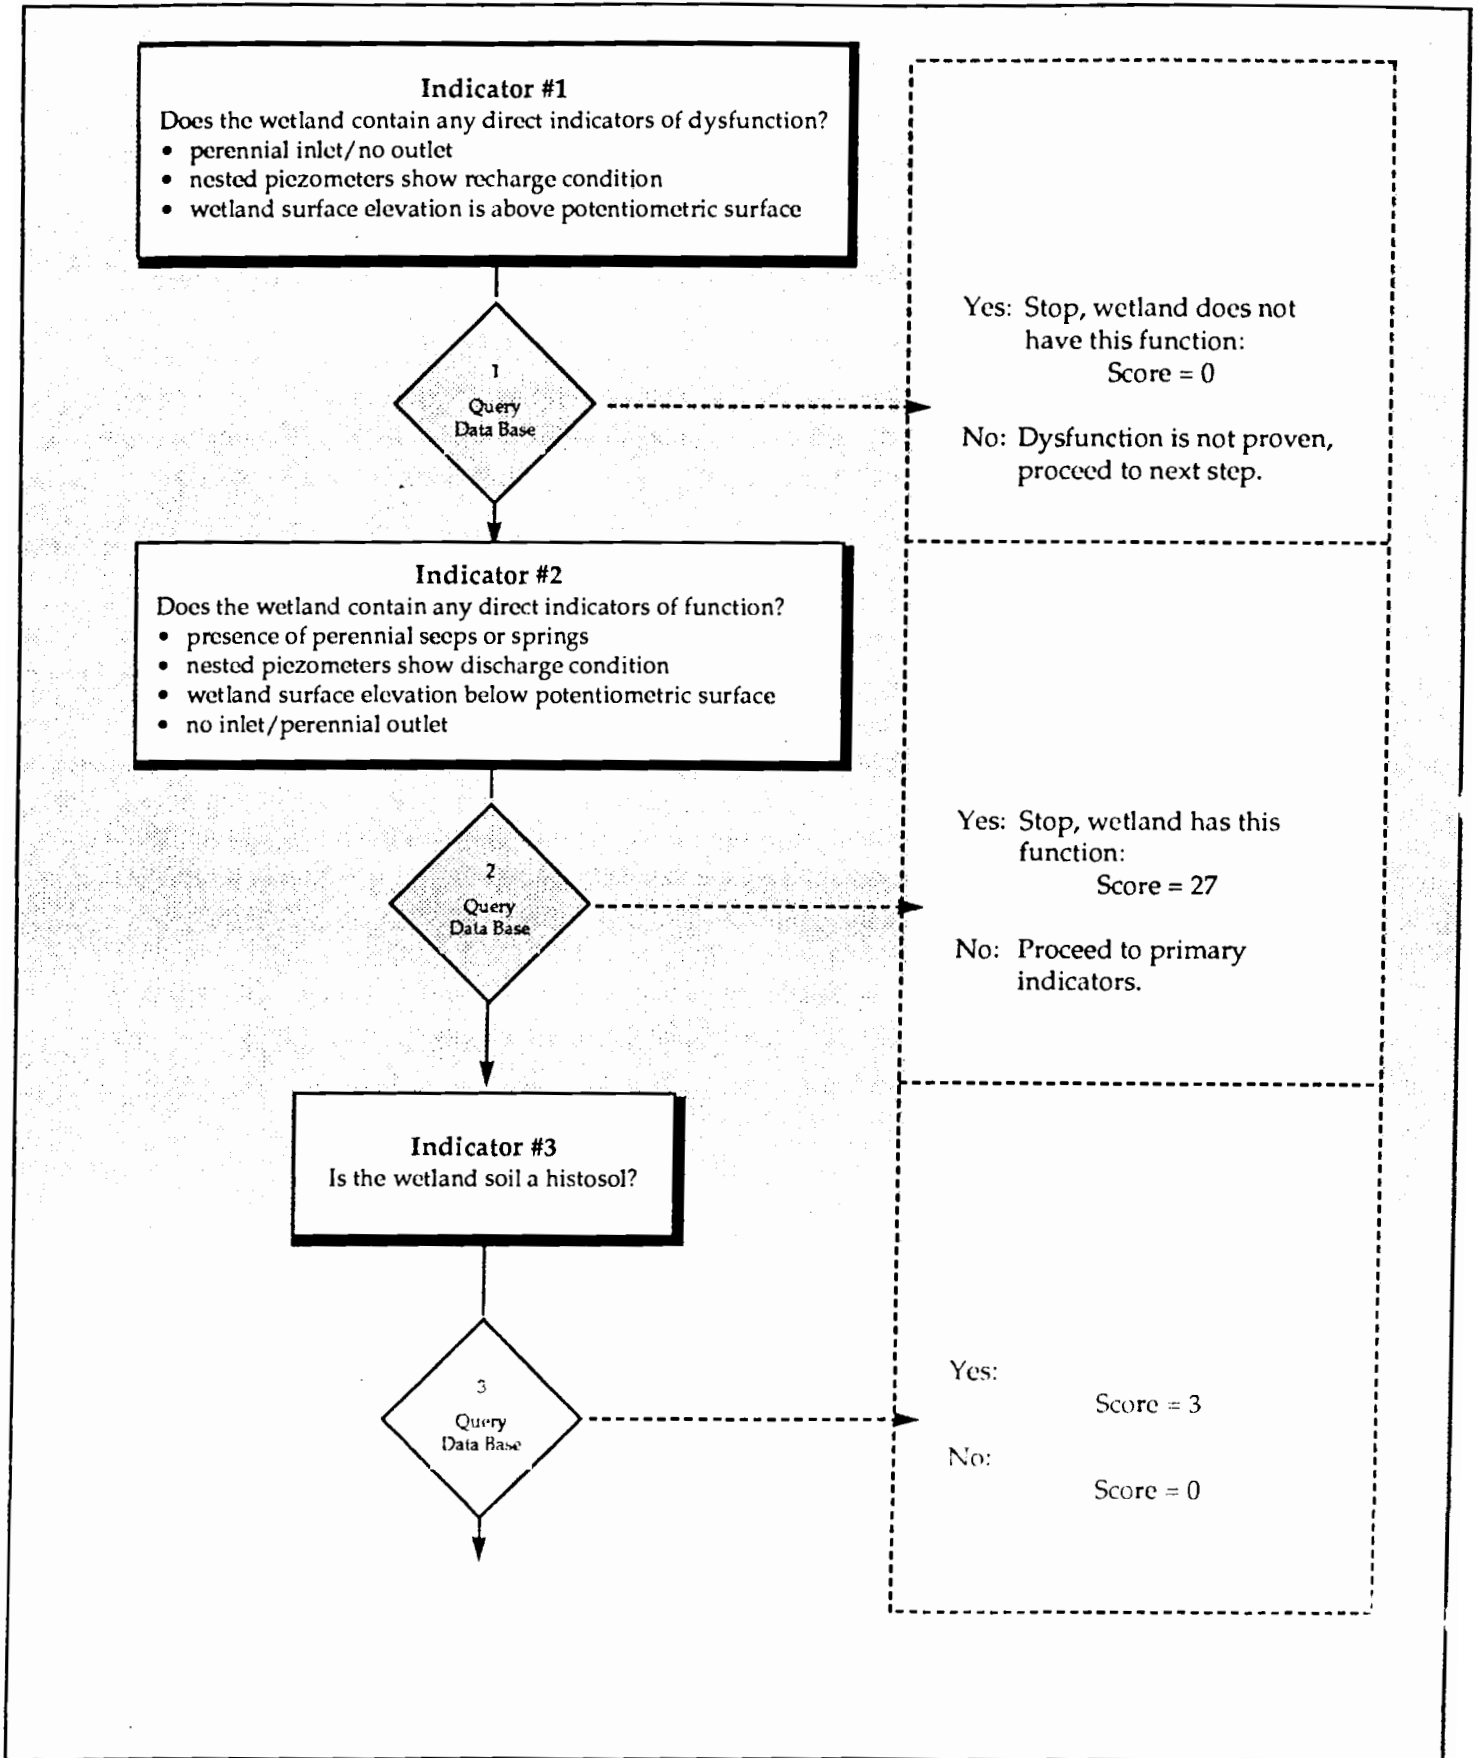 Indicator #1
Does the wetland contain any direct indicators of dysfunction?
• perennial inlet/no outlet
• nested piezometers show recharge condition
• wetland surface elevation is above potentiometric surface
1
Query
Data Base
Yes: Stop, wetland does not
have this function:
Score = 0
No: Dysfunction is not proven,
proceed to next step.
Indicator #2
Does the wetland contain any direct indicators of function?
• presence of perennial seeps or springs
• nested piezometers show discharge condition
• wetland surface elevation below potentiometric surface
• no inlet/perennial outlet
2
Query
Data Base
Yes: Stop, wetland has this
function:
Score = 27
No: Proceed to primary
indicators.
Indicator #3
Is the wetland soil a histosol?
3
Query
Data Base
Yes:
Score = 3
No:
Score = 0